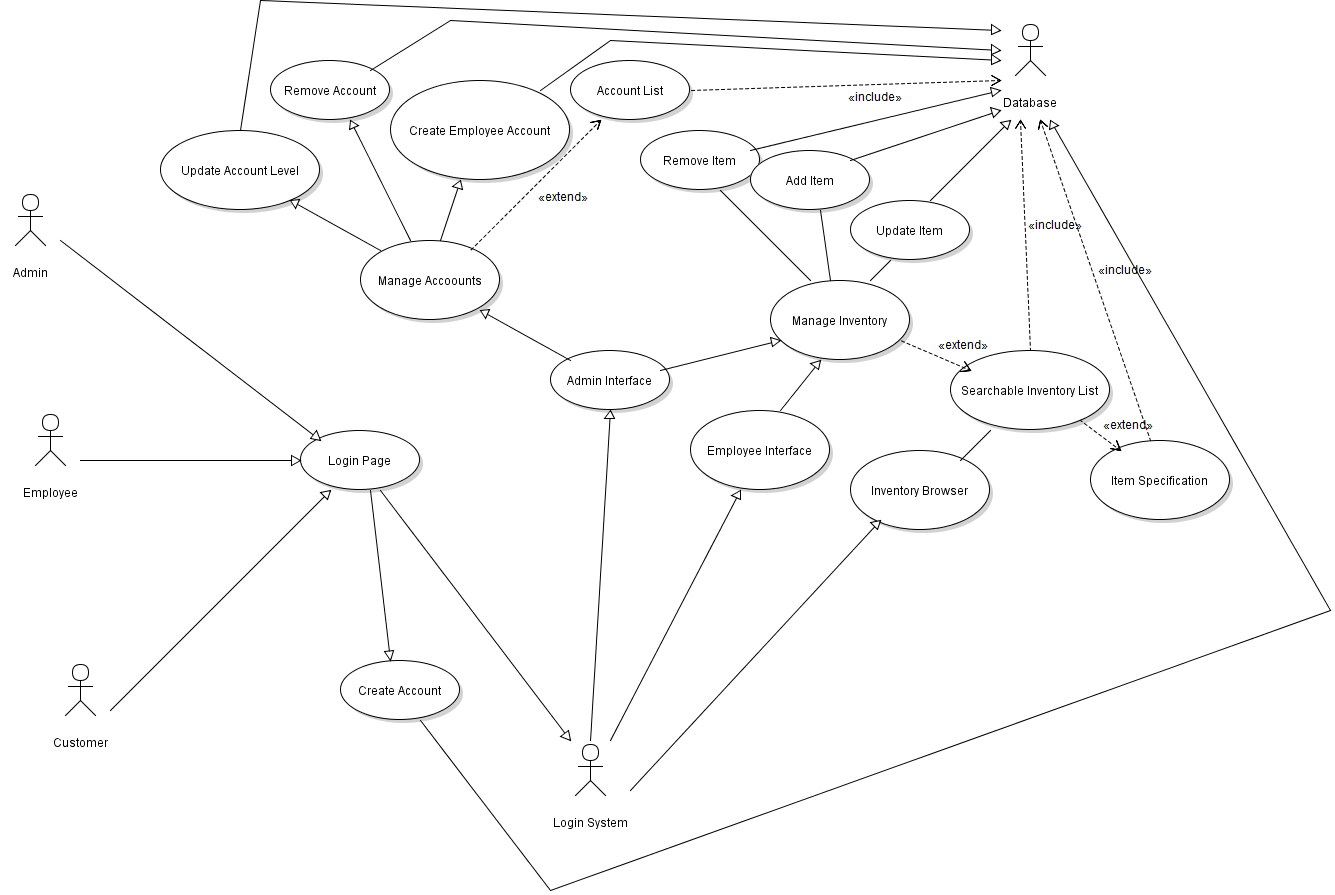 Remove Account
Account List
«include»
Database
Create Employee Account
Update Account Level
Remove Item
Add Item
«extend»
Update Item
«include»
Admin
Manage Accoounts
«include»
Manage Inventory
«extend»
Admin Interface
Searchable Inventory List
«extend»
Employee Interface
Login Page
Inventory Browser
Item Specification
Employee
Create Account
Customer
Login System